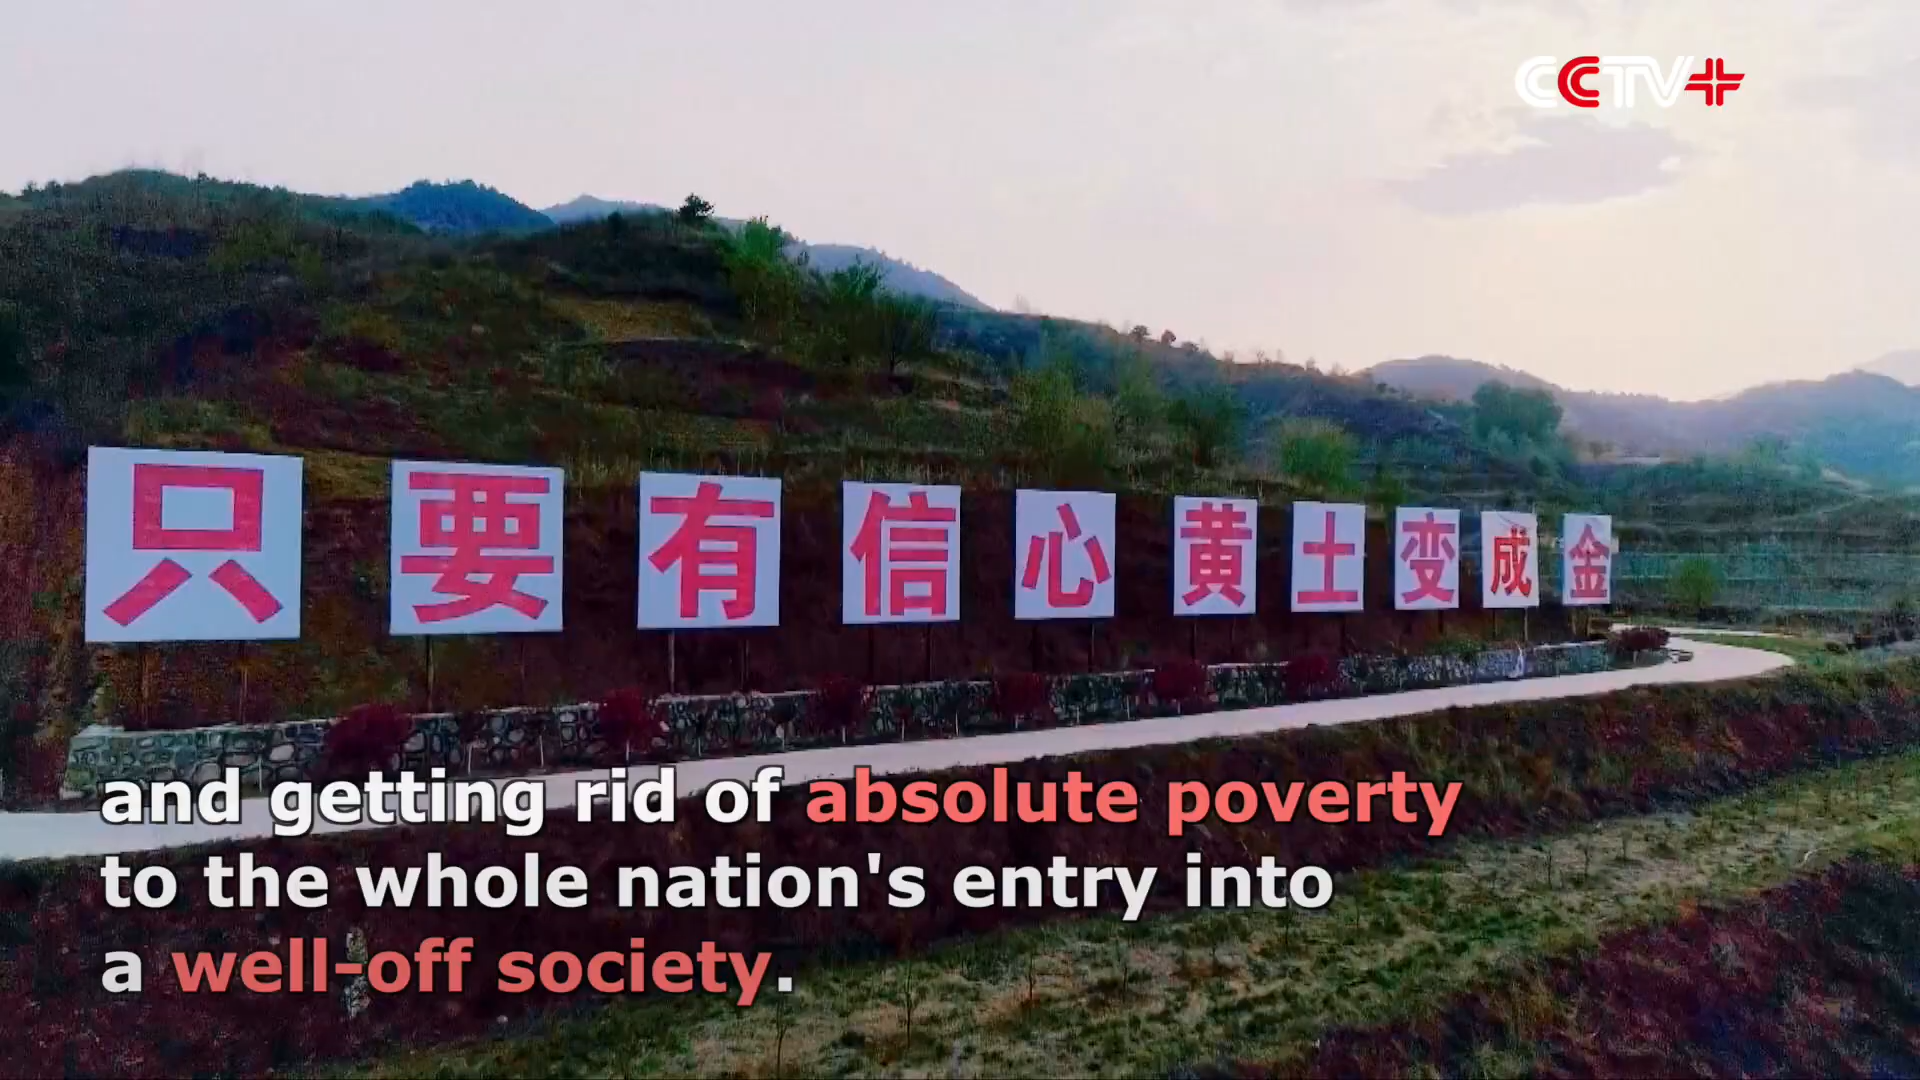 CCTV+
只要有信心黄土变成金
and getting rid of absolute poverty
to the whole nation's entry into
a well-off society.